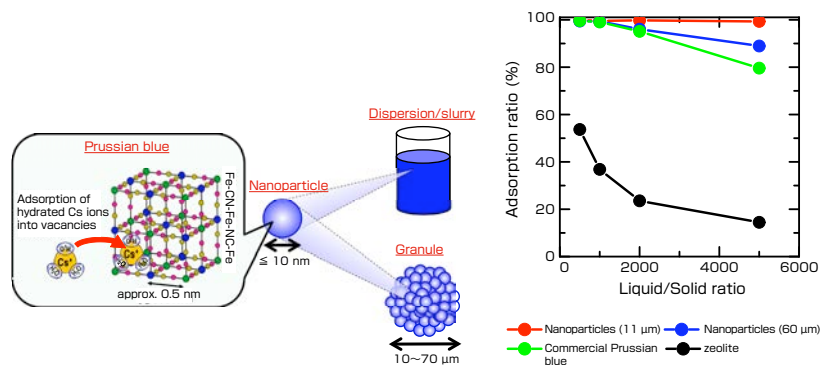 Prussian blue
Adsorption of
hydrated Cs ions
into vacancies
Cs⁺
Cs⁺
approx. 0.5 nm
Fe-CN-Fe-NC-Fe
Nanoparticle
≤ 10 nm
Dispersion/slurry
Granule
10~70 μm
Adsorption ratio (%)
100
80
60
40
20
0
0 2000 4000 6000
Liquid/Solid ratio
Nanoparticles (11 μm)
Nanoparticles (60 μm)
Commercial Prussian
blue
zeolite